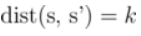 dist(s, s’) = k